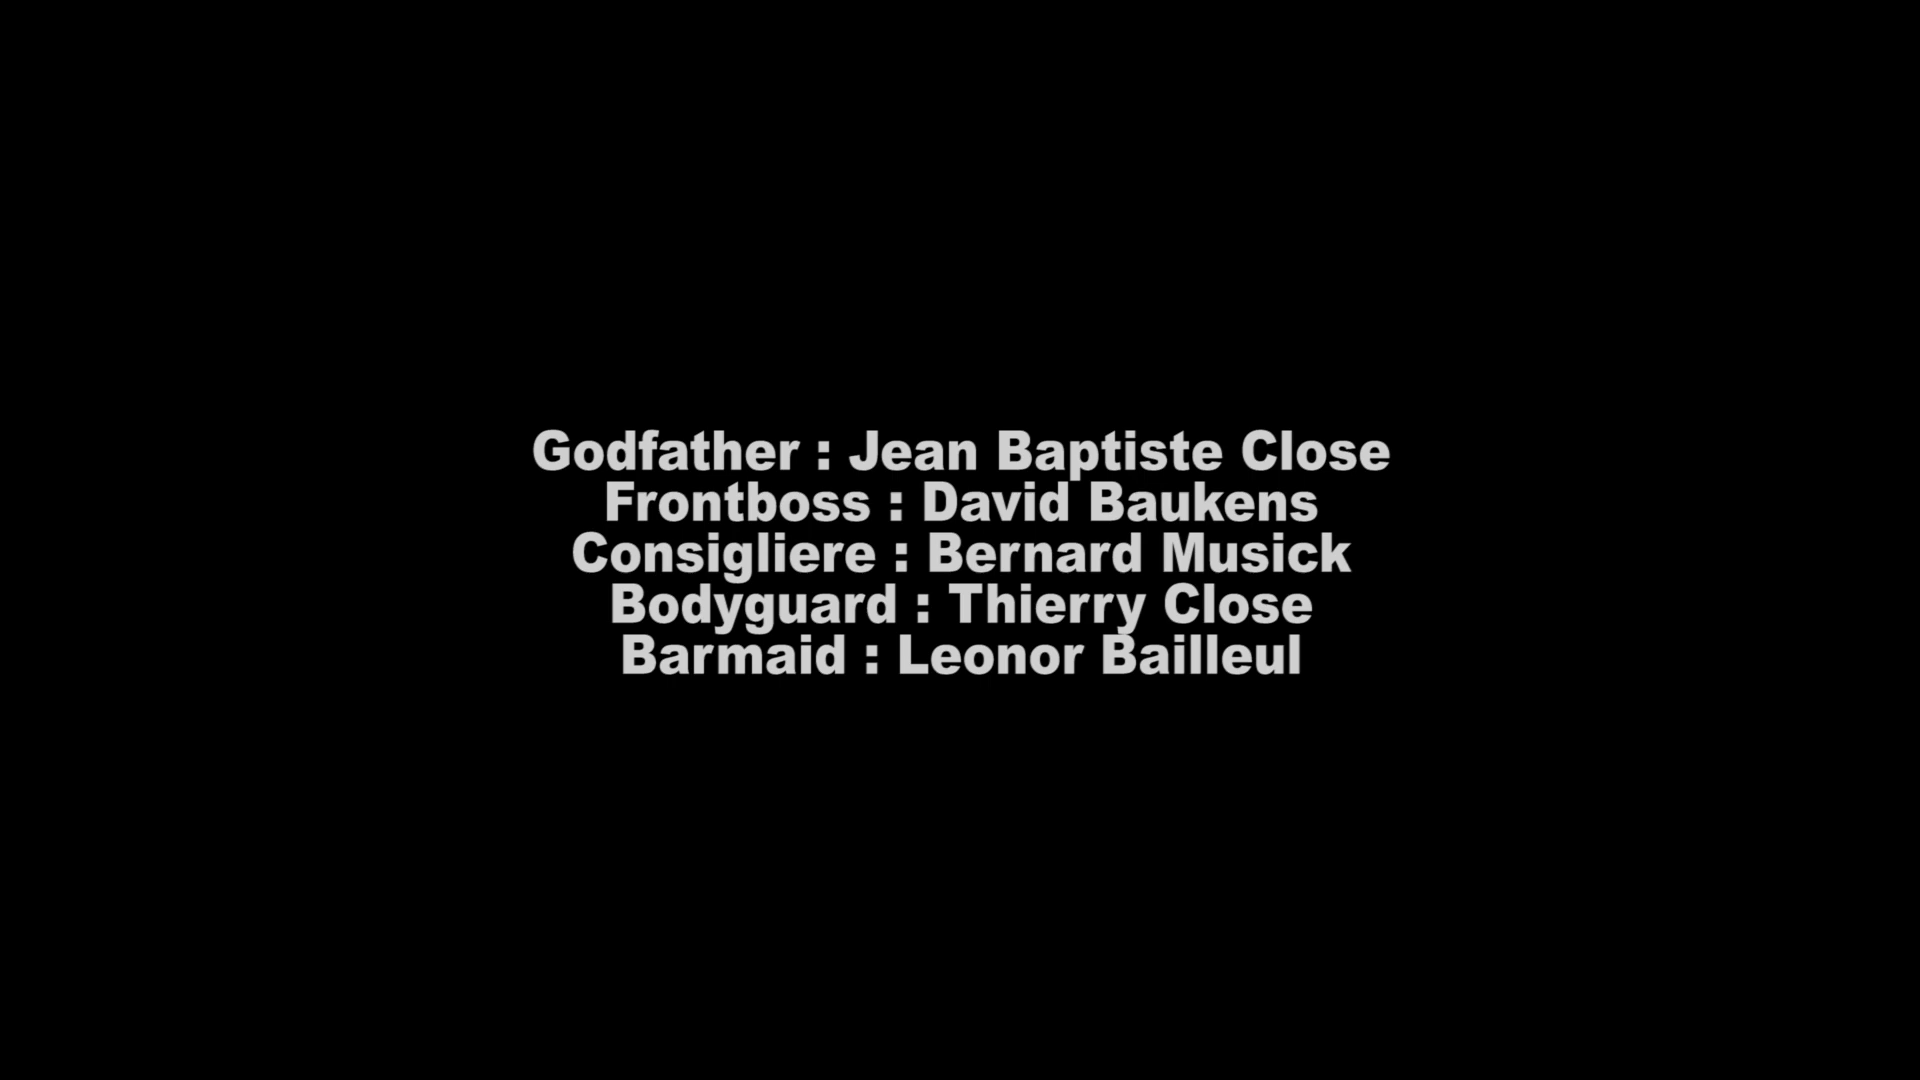 Godfather : Jean Baptiste Close
Frontboss : David Baukens
Consigliere : Bernard Musick
Bodyguard : Thierry Close
Barmaid : Leonor Bailleul